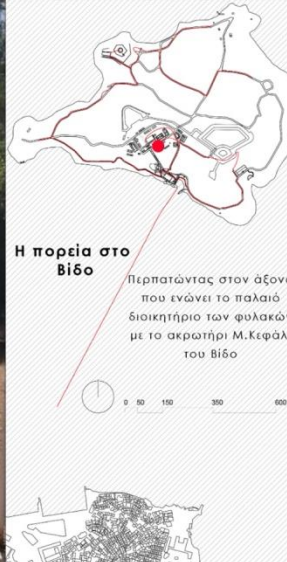 Η πορεία στο
Βίδο
Περπατώντας στον άξονα
που ενώνει το παλαιό
διοικητήριο των φυλακών
με το ακρωτήρι Μ.Κεφάλ
του Βίδο
0 50 150 350 600